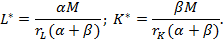 L* = αM / r_L(α + β); K* = βM / r_K(α + β).